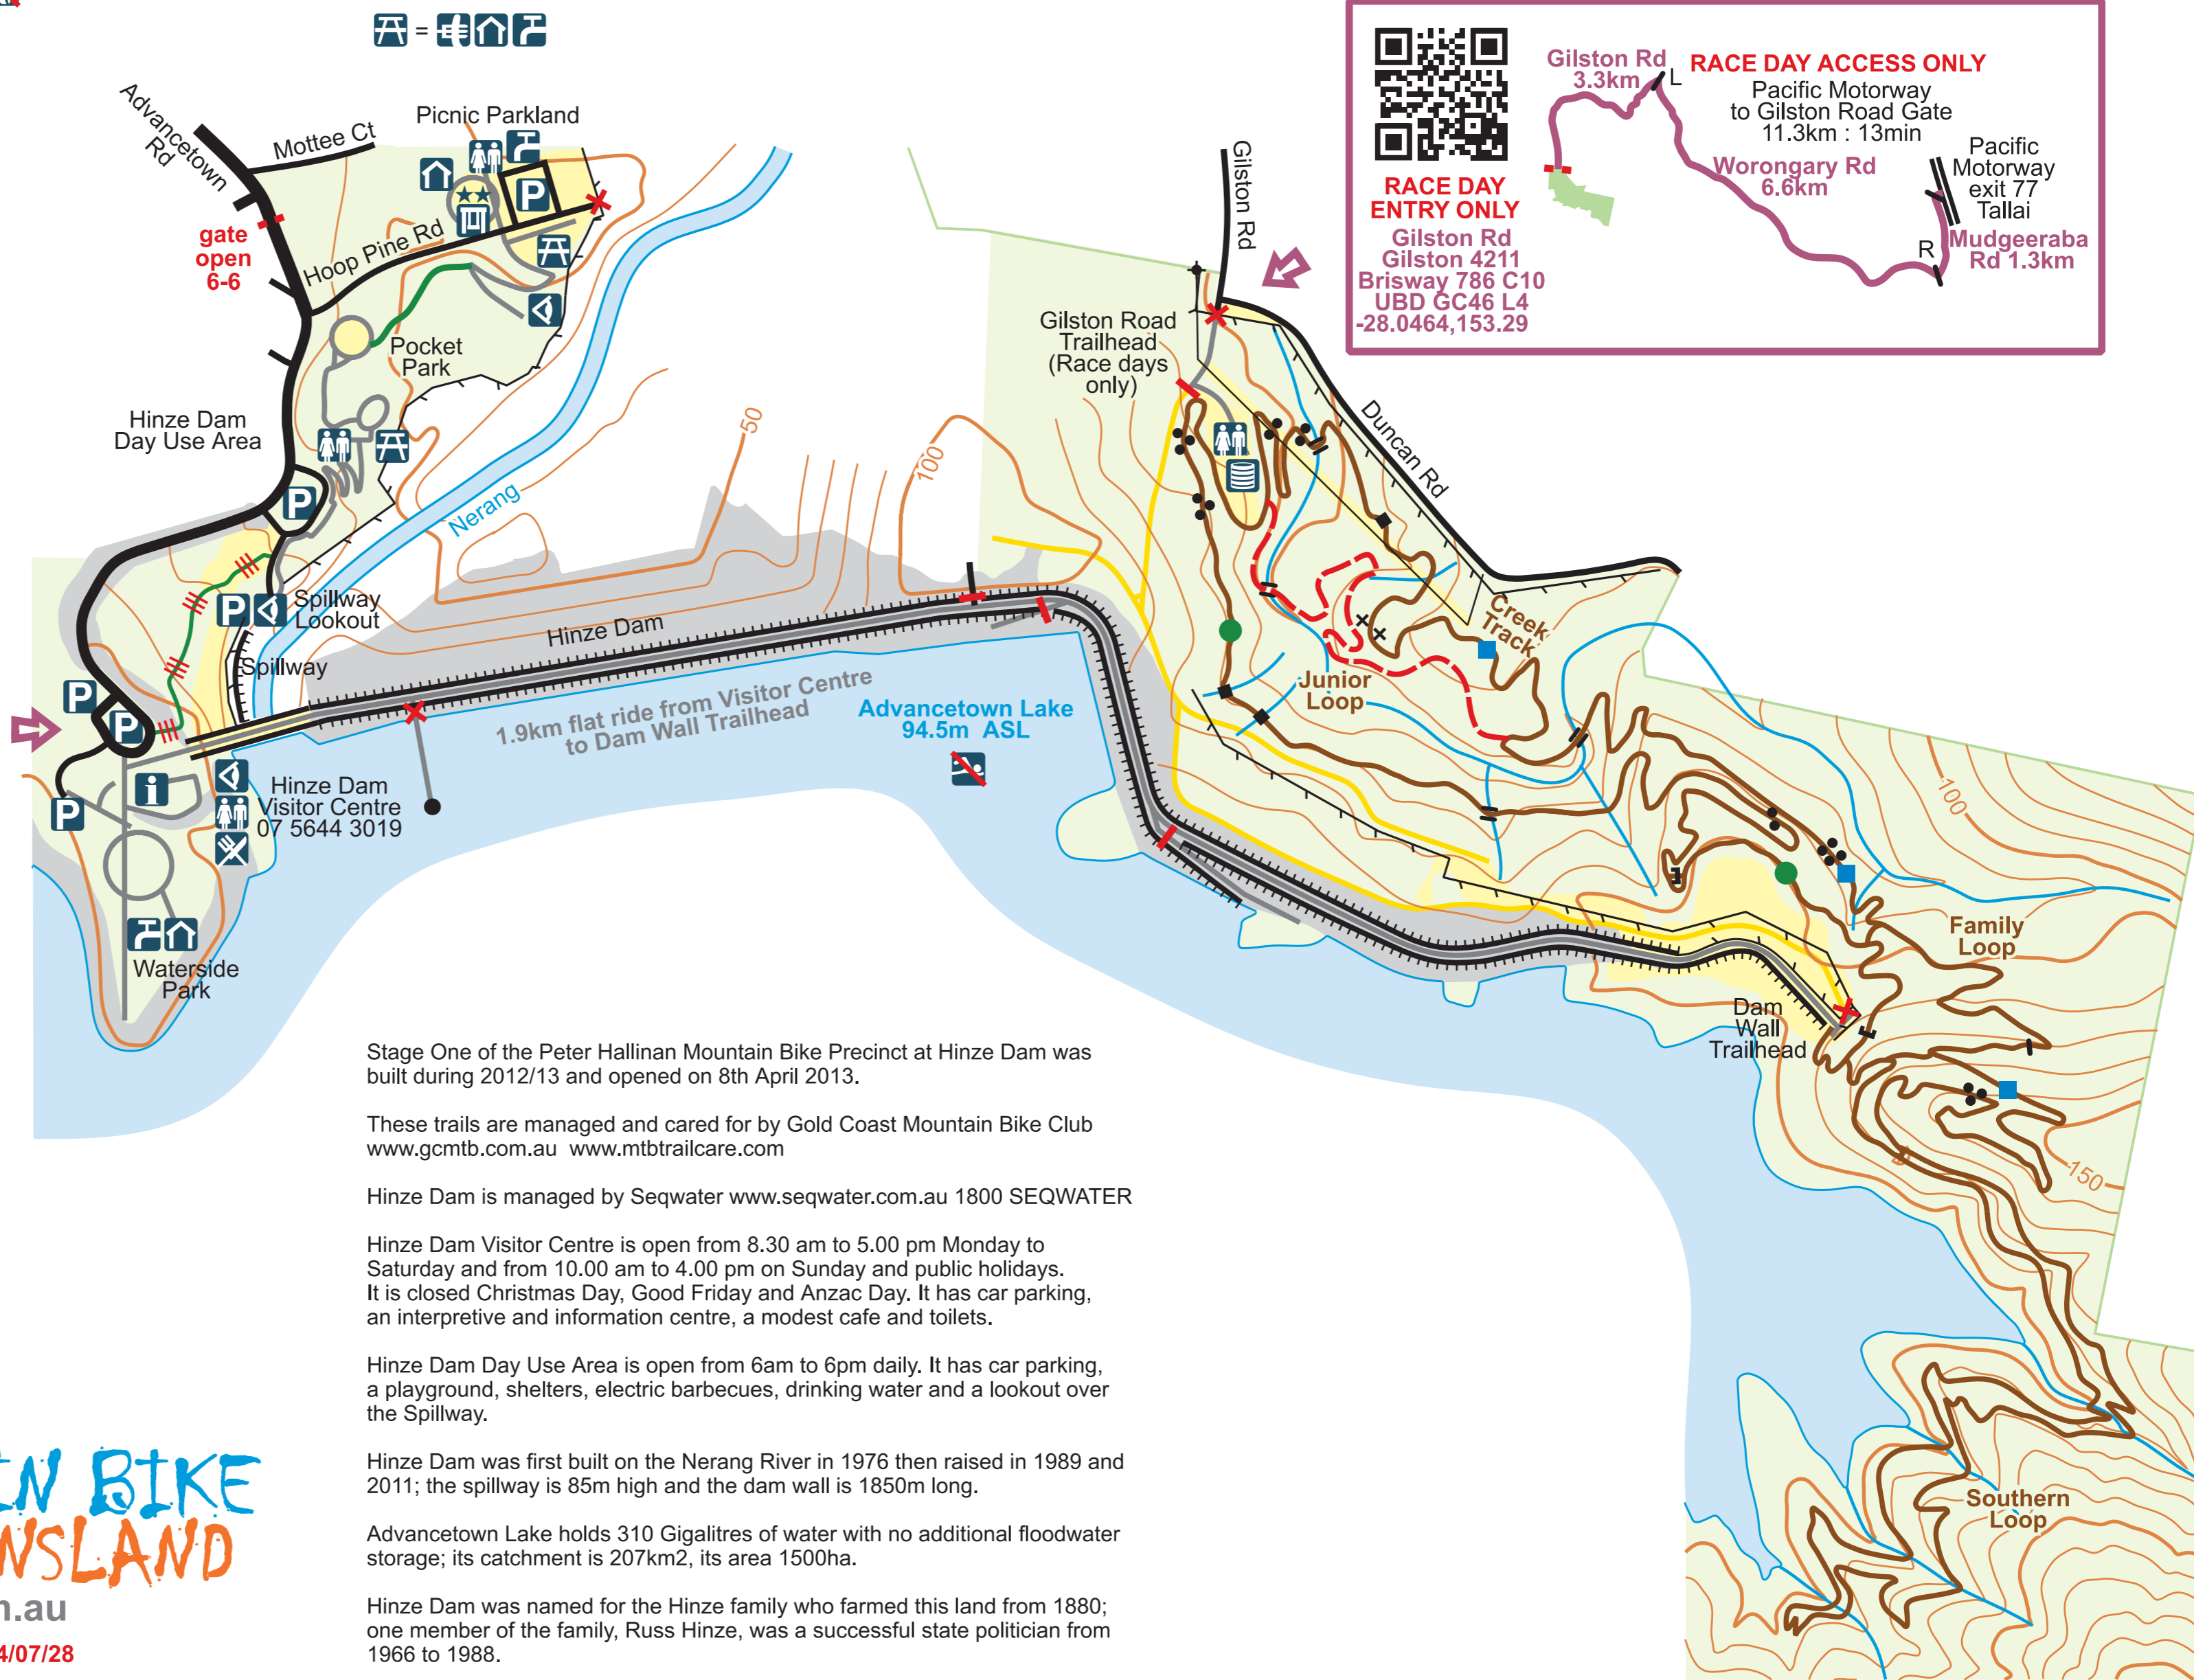 =
Advancetown
Rd
Mottee Ct
Picnic Parkland
P
gate
open
6-6
Hoop Pine Rd
Pocket
Park
Hinze Dam
Day Use Area
P
Nerang
50
100
P
Spillway
Lookout
Spillway
Hinze Dam
P
P
1.9km flat ride from Visitor Centre
to Dam Wall Trailhead
Advancetown Lake
94.5m ASL
i
P
Hinze Dam
Visitor Centre
07 5644 3019
Waterside
Park
Gilston Rd
Gilston Road
Trailhead
(Race days
only)
Duncan Rd
Creek
Track
Junior
Loop
100
Family
Loop
Dam
Wall
Trailhead
150
Southern
Loop
RACE DAY
ENTRY ONLY
Gilston Rd
Gilston 4211
Brisway 786 C10
UBD GC46 L4
-28.0464,153.29
Gilston Rd
3.3km
L
RACE DAY ACCESS ONLY
Pacific Motorway
to Gilston Road Gate
11.3km : 13min
Worongary Rd
6.6km
Pacific
Motorway
exit 77
Tallai
R
Mudgeeraba
Rd 1.3km
Stage One of the Peter Hallinan Mountain Bike Precinct at Hinze Dam was
built during 2012/13 and opened on 8th April 2013.
These trails are managed and cared for by Gold Coast Mountain Bike Club
www.gcmtb.com.au www.mtbtrailcare.com
Hinze Dam is managed by Seqwater www.seqwater.com.au 1800 SEQWATER
Hinze Dam Visitor Centre is open from 8.30 am to 5.00 pm Monday to
Saturday and from 10.00 am to 4.00 pm on Sunday and public holidays.
It is closed Christmas Day, Good Friday and Anzac Day. It has car parking,
an interpretive and information centre, a modest cafe and toilets.
Hinze Dam Day Use Area is open from 6am to 6pm daily. It has car parking,
a playground, shelters, electric barbecues, drinking water and a lookout over
the Spillway.
Hinze Dam was first built on the Nerang River in 1976 then raised in 1989 and
2011; the spillway is 85m high and the dam wall is 1850m long.
Advancetown Lake holds 310 Gigalitres of water with no additional floodwater
storage; its catchment is 207km2, its area 1500ha.
Hinze Dam was named for the Hinze family who farmed this land from 1880;
one member of the family, Russ Hinze, was a successful state politician from
1966 to 1988.
IN BIKE
NSLAND
m.au
4/07/28